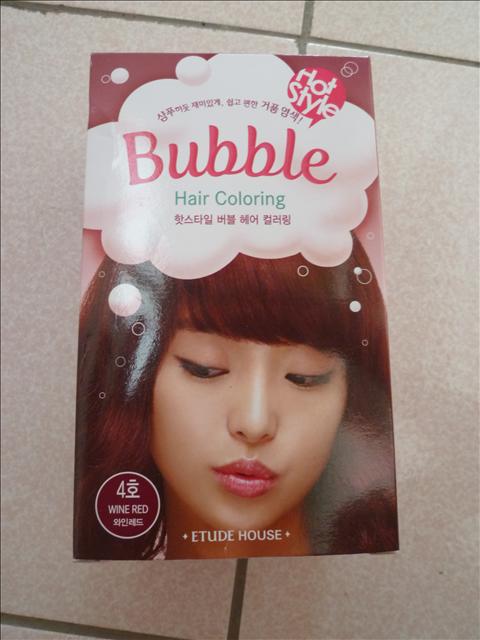 샴푸하듯 재미있게, 쉽고 편한 거품 염색!
Hot
Style
Bubble
Hair Coloring
핫스타일 버블 헤어 컬러링
4호
WINE RED
와인레드
ETUDE HOUSE